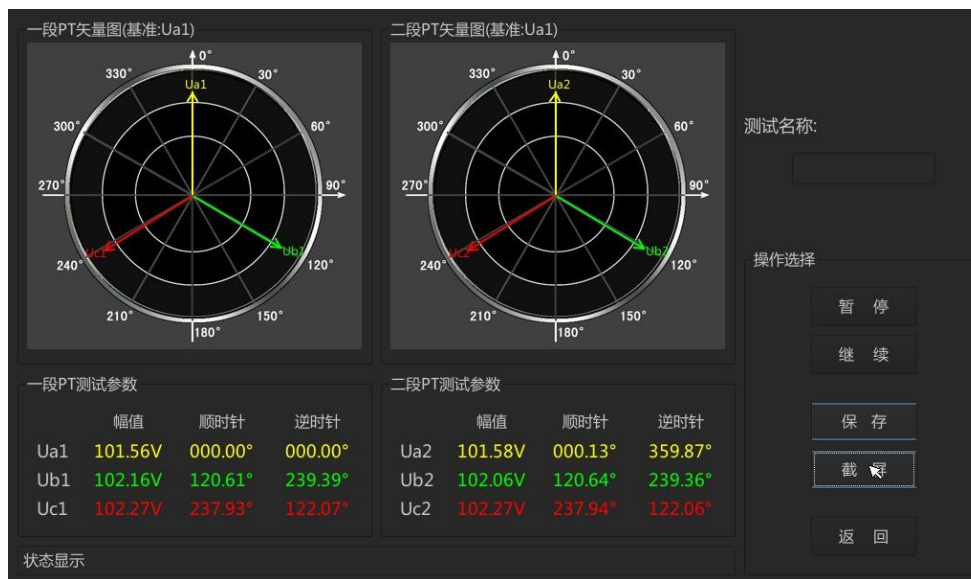 一段PT矢量图(基准:Ua1)
0°
30°
60°
90°
120°
150°
180°
210°
240°
270°
300°
330°
Ua1
Ub1
Uc1
二段PT矢量图(基准:Ua1)
0°
30°
60°
90°
120°
150°
180°
210°
240°
270°
300°
330°
Ua2
Ub2
Uc2
一段PT测试参数
幅值 顺时针 逆时针
Ua1 101.56V 000.00° 000.00°
Ub1 102.16V 120.61° 239.39°
Uc1 102.27V 237.93° 122.07°
二段PT测试参数
幅值 顺时针 逆时针
Ua2 101.58V 000.13° 359.87°
Ub2 102.06V 120.64° 239.36°
Uc2 102.27V 237.94° 122.06°
状态显示
测试名称:
操作选择
暂 停
继 续
保 存
截 屏
返 回